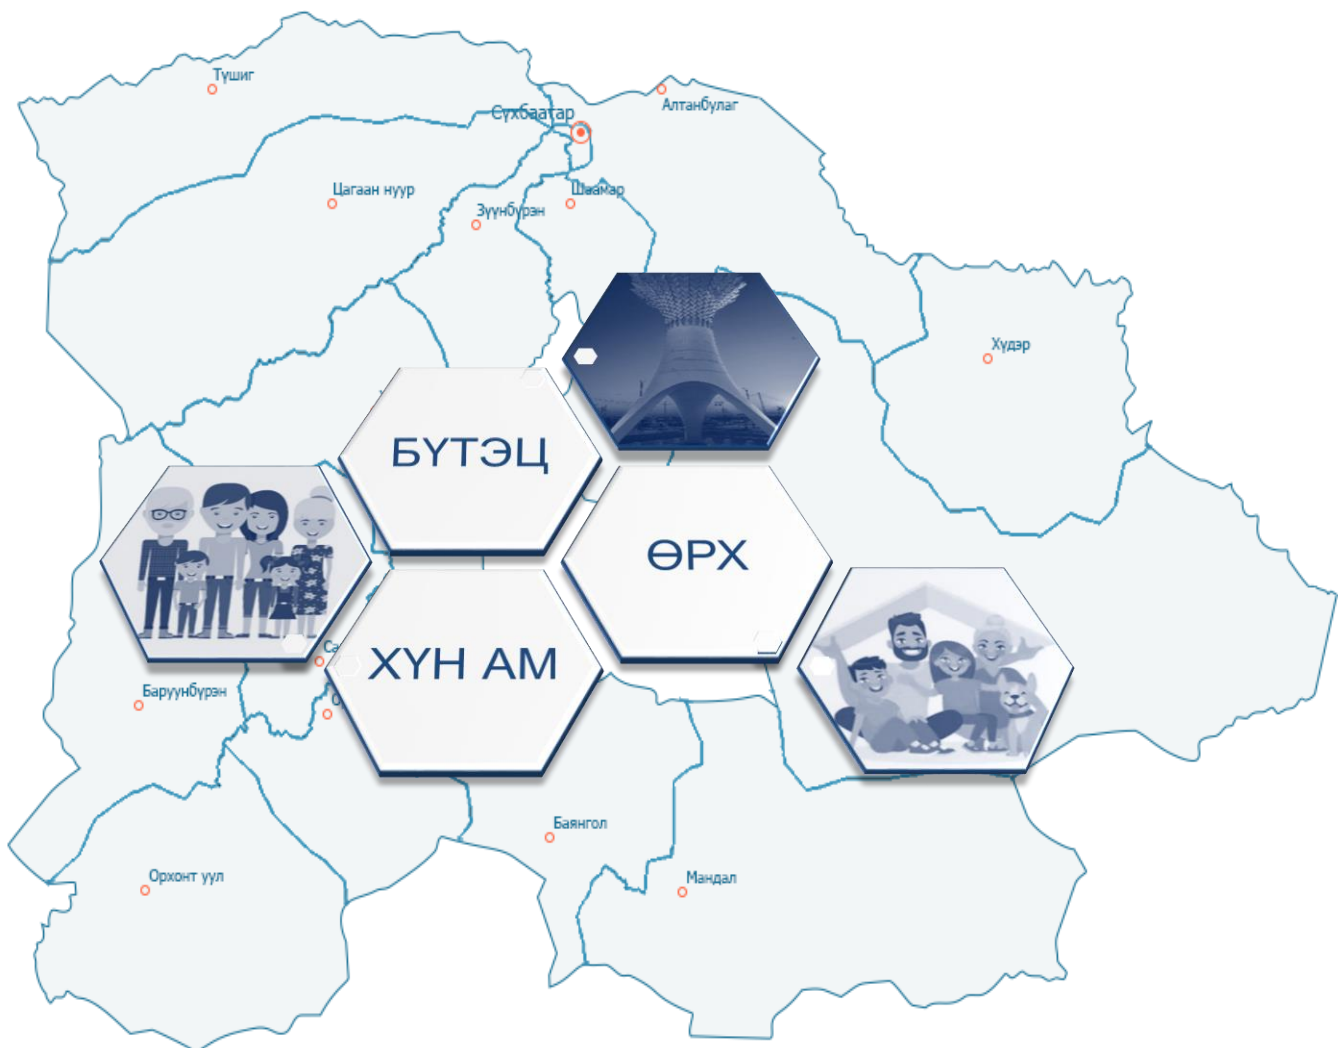 Түшиг
Алтанбулаг
Сүхбаатар
Цагаан нуур
Шаамар
Зүүнбүрэн
Хүдэр
БҮТЭЦ
ӨРХ
ХҮН АМ
Баруунбүрэн
Баянгол
Орхонт уул
Мандал